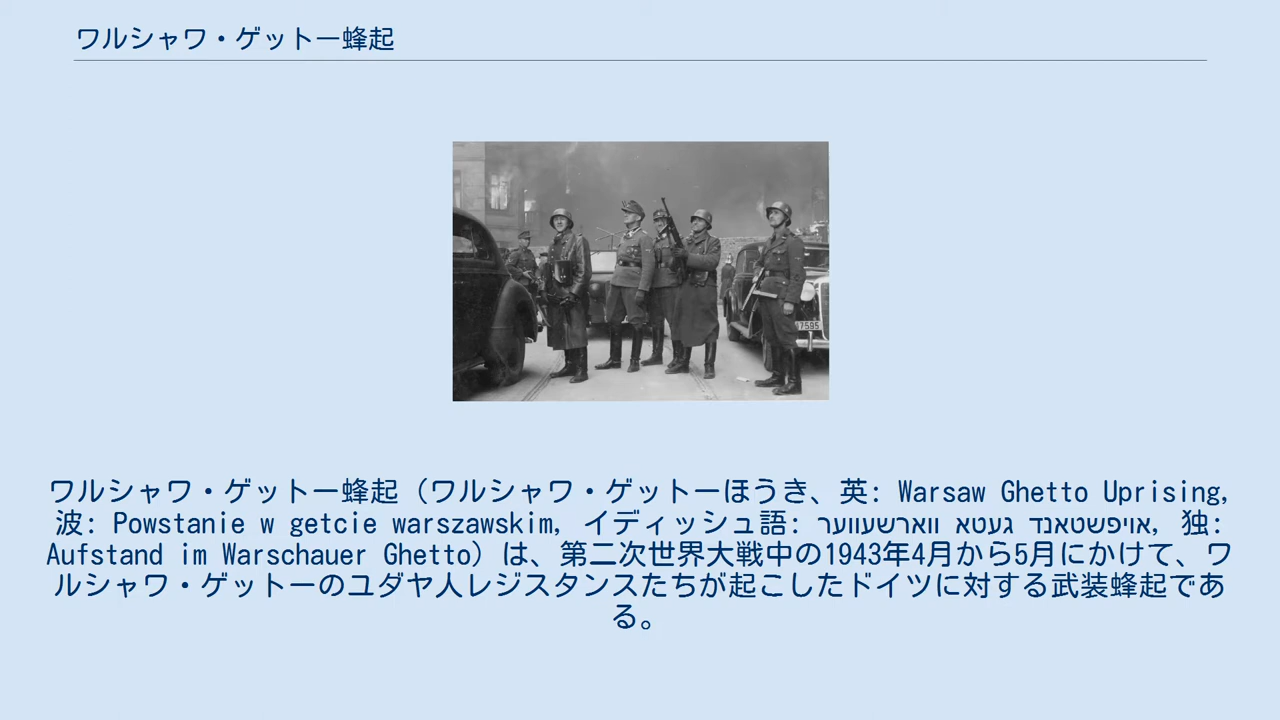 ワルシャワ・ゲットー蜂起
7595
ワルシャワ・ゲットー蜂起（ワルシャワ・ゲットーほうき、英: Warsaw Ghetto Uprising,
波: Powstanie w getcie warszawskim, イディッシュ語: אױפֿשטאַנד געטא װאַרשעװער, 独:
Aufstand im Warschauer Ghetto）は、第二次世界大戦中の1943年4月から5月にかけて、ワ
ルシャワ・ゲットーのユダヤ人レジスタンスたちが起こしたドイツに対する武装蜂起であ
る。